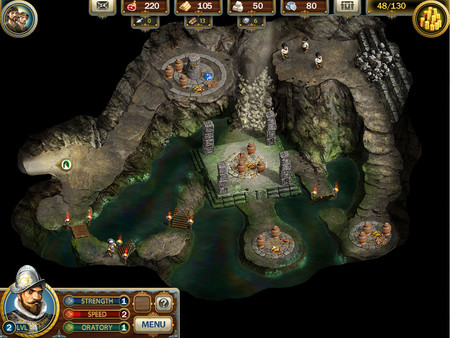 220 105 50 80 48/130
0 13 6
STRENGTH 1
SPEED 2
2 LVL ORATORY 1
? MENU